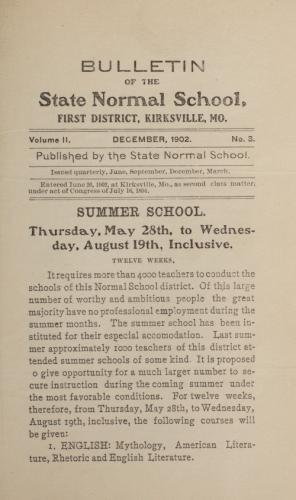 BULLETIN
OF THE
State Normal School,
FIRST DISTRICT, KIRKSVILLE, MO.
Volume II. DECEMBER, 1902. No. 3.
Published by the State Normal School.
Issued quarterly, June, September, December, March.
Entered June 26, 1902, at Kirksville, Mo., as second class matter,
under act of Congress of July 16, 1894.
SUMMER SCHOOL.
Thursday, May 28th, to Wednes-
day, August 19th, Inclusive.
TWELVE WEEKS.
It requires more than 4000 teachers to conduct the
schools of this Normal School district. Of this large
number of worthy and ambitious people the great
majority have no professional employment during the
summer months. The summer school has been in-
stituted for their especial accomodation. Last sum-
mer approximately 1000 teachers of this district at-
tended summer schools of some kind. It is proposed
o give opportunity for a much larger number to se-
cure instruction during the coming summer under
the most favorable conditions. For twelve weeks,
therefore, from Thursday, May 28th, to Wednesday,
August 19th, inclusive, the following courses will
be given:
1. ENGLISH: Mythology, American Litera-
ture, Rhetoric and English Literature.